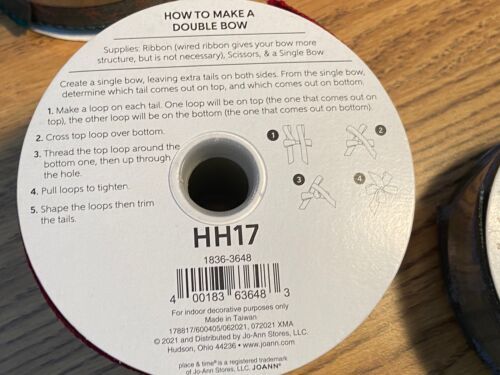 HOW TO MAKE A
DOUBLE BOW
Supplies: Ribbon (wired ribbon gives your bow more
structure, but is not necessary), Scissors, & a Single Bow
Create a single bow, leaving extra tails on both sides. From the single bow,
determine which tail comes out on top, and which comes out on bottom.
1. Make a loop on each tail. One loop will be on top (the one that comes out on
top), the other loop will be on the bottom (the one that comes out on bottom).
2. Cross top loop over bottom.
3. Thread the top loop around the
bottom one, then up through
the hole.
4. Pull loops to tighten.
5. Shape the loops then trim
the tails.
1
2
3
4
HH17
1836-3648
4 00183 63648 3
For indoor decorative purposes only
Made in Taiwan
178817/600405/062021, 072021 XMA
© 2021 and Distributed by Jo-Ann Stores, LLC.
Hudson, Ohio 44236 • www.joann.com
place & time® is a registered trademark
of Jo-Ann Stores, LLC. JOANN®